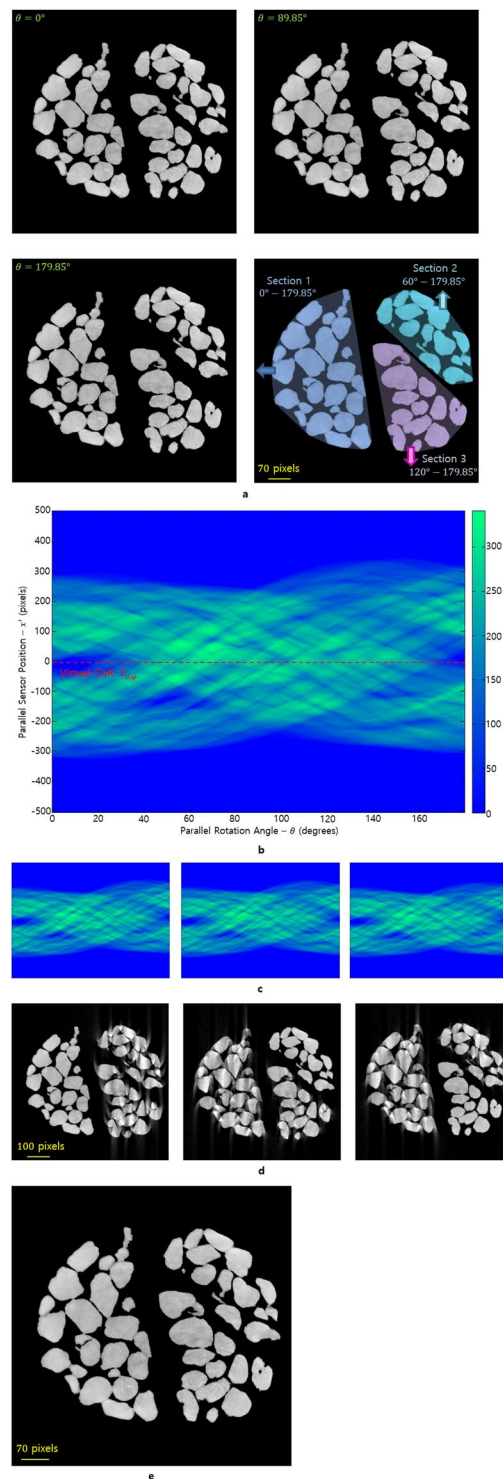 θ = 0°
θ = 89.85°
θ = 179.85°
Section 1
0° − 179.85°
Section 2
60° − 179.85°
Section 3
120° − 179.85°
70 pixels
a
500
400
300
200
100
0
-100
-200
-300
-400
-500
Parallel Sensor Position – x' (pixels)
0
20
40
60
80
100
120
140
160
Parallel Rotation Angle – θ (degrees)
300
250
200
150
100
50
0
b
c
100 pixels
d
70 pixels
e